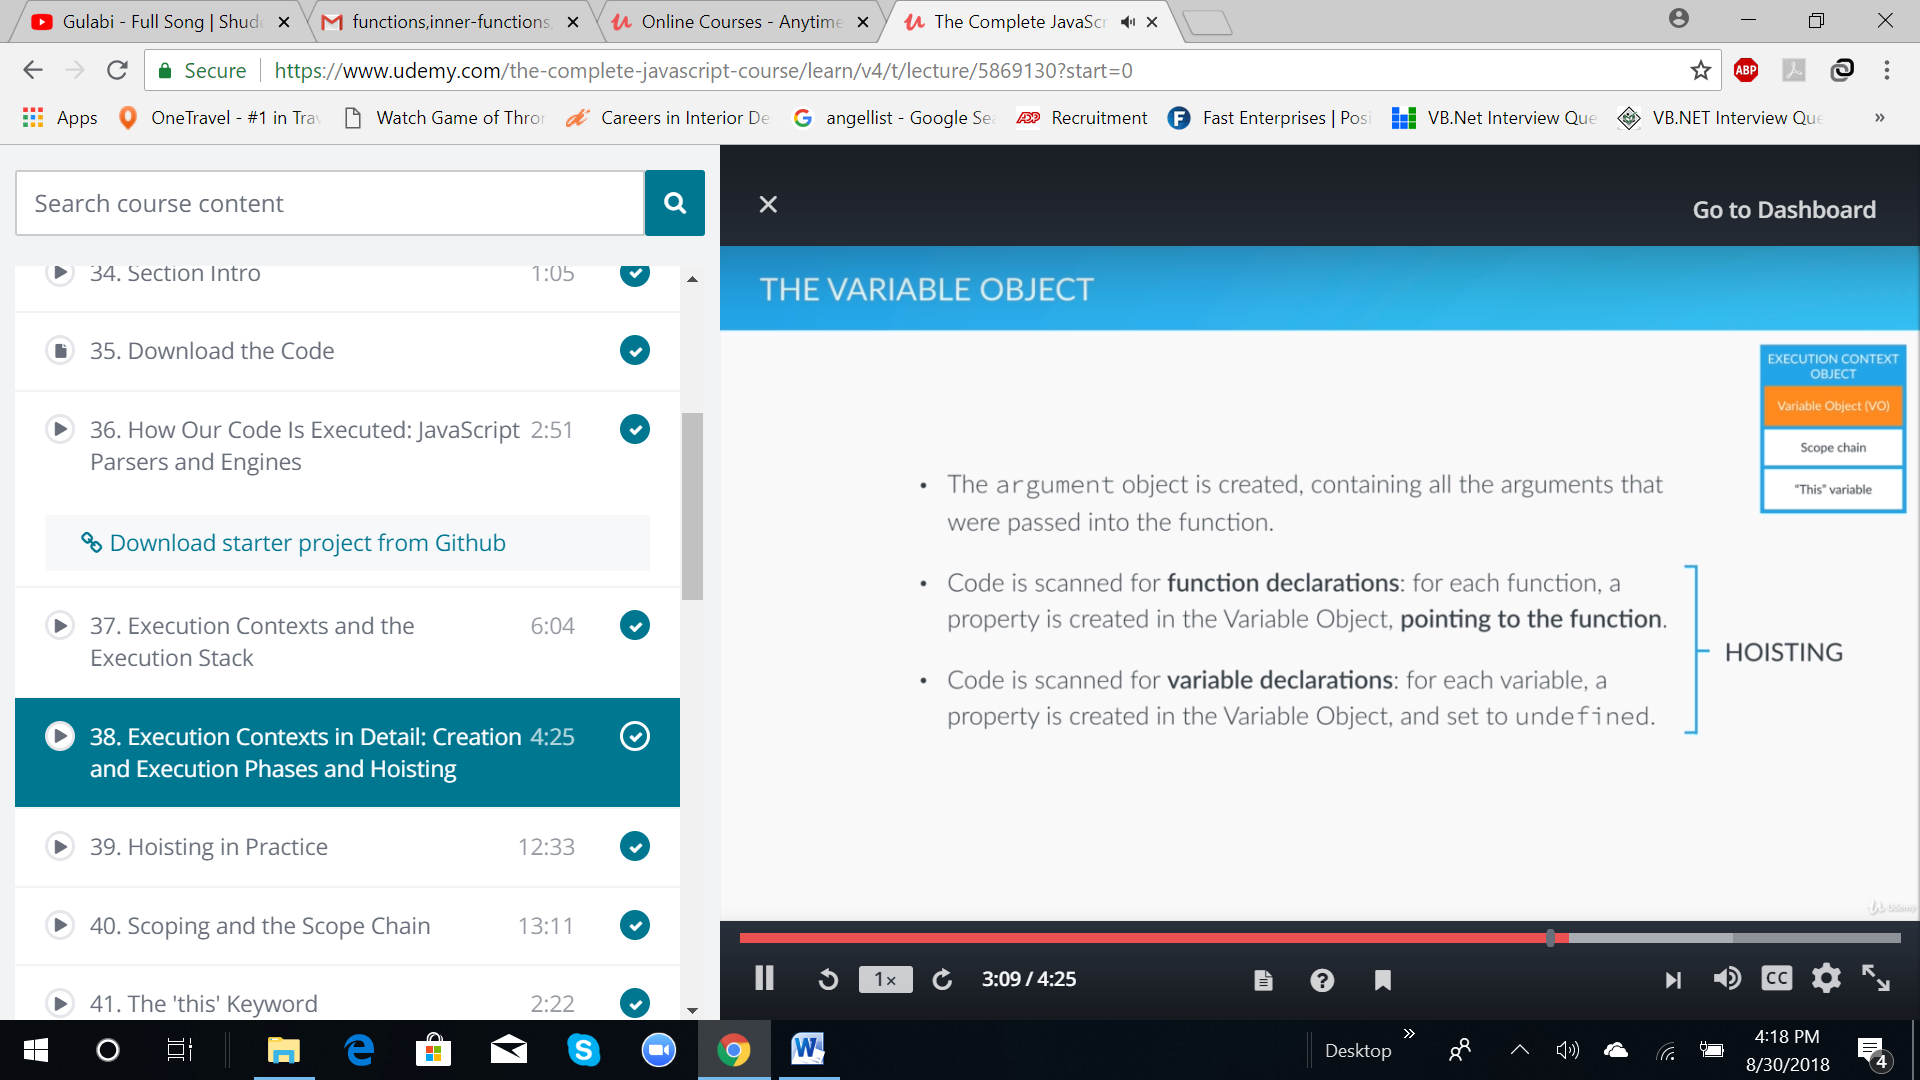 Gulabi - Full Song | Shud
functions,inner-functions,
Online Courses - Anytime
The Complete JavaScr
Secure
https://www.udemy.com/the-complete-javascript-course/learn/v4/t/lecture/5869130?start=0
ABP
Apps
OneTravel - #1 in Trav
Watch Game of Thror
Careers in Interior De
angellist - Google Sea
ADP
Recruitment
Fast Enterprises | Posi
VB.Net Interview Que
VB.NET Interview Que
»
Search course content
Go to Dashboard
34. Section Intro
1:05
35. Download the Code
36. How Our Code Is Executed: JavaScript
2:51
Parsers and Engines
Download starter project from Github
37. Execution Contexts and the
6:04
Execution Stack
38. Execution Contexts in Detail: Creation
4:25
and Execution Phases and Hoisting
39. Hoisting in Practice
12:33
40. Scoping and the Scope Chain
13:11
41. The 'this' Keyword
2:22
THE VARIABLE OBJECT
EXECUTION CONTEXT
OBJECT
Variable Object (VO)
Scope chain
"This" variable
• The argument object is created, containing all the arguments that
were passed into the function.
• Code is scanned for function declarations: for each function, a
property is created in the Variable Object, pointing to the function.
• Code is scanned for variable declarations: for each variable, a
property is created in the Variable Object, and set to undefined.
HOISTING
Udemy
1×
3:09 / 4:25
CC
Desktop
»
4:18 PM
8/30/2018
4